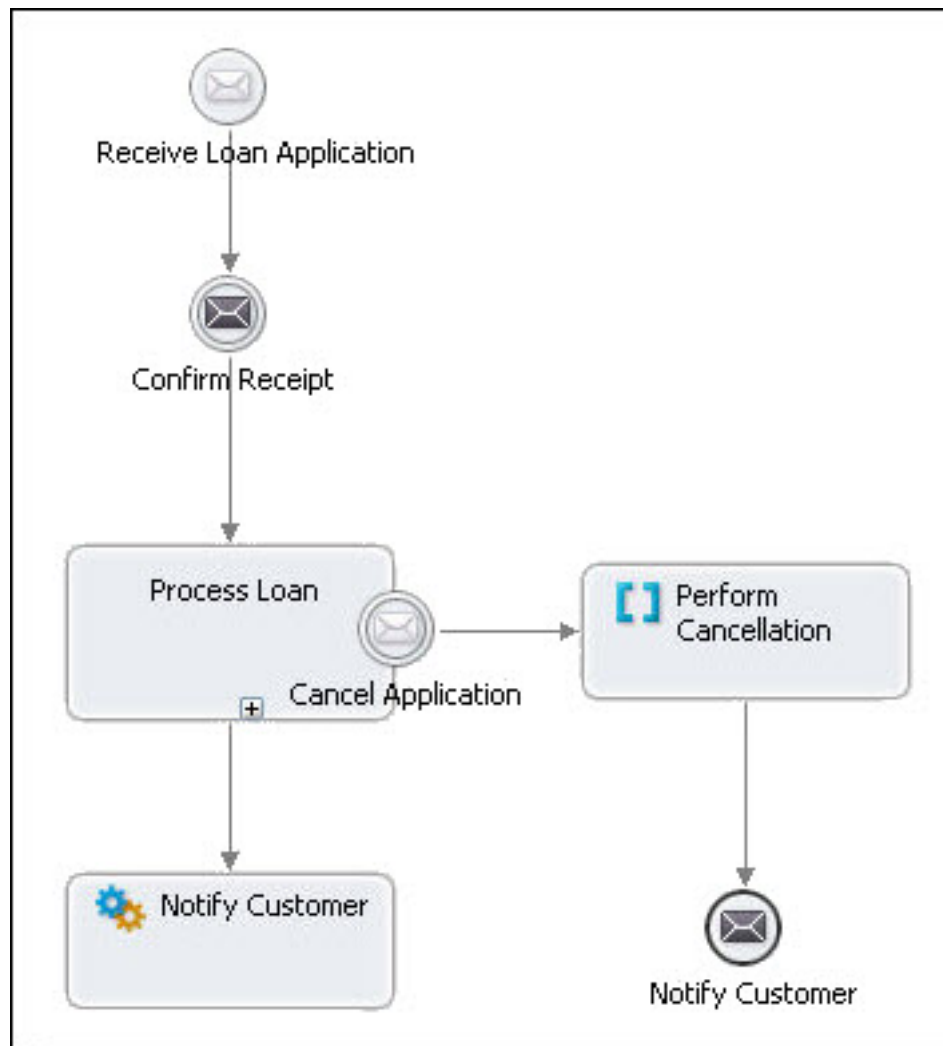 Receive Loan Application
Confirm Receipt
Process Loan
Cancel Application
Perform
Cancellation
Notify Customer
Notify Customer